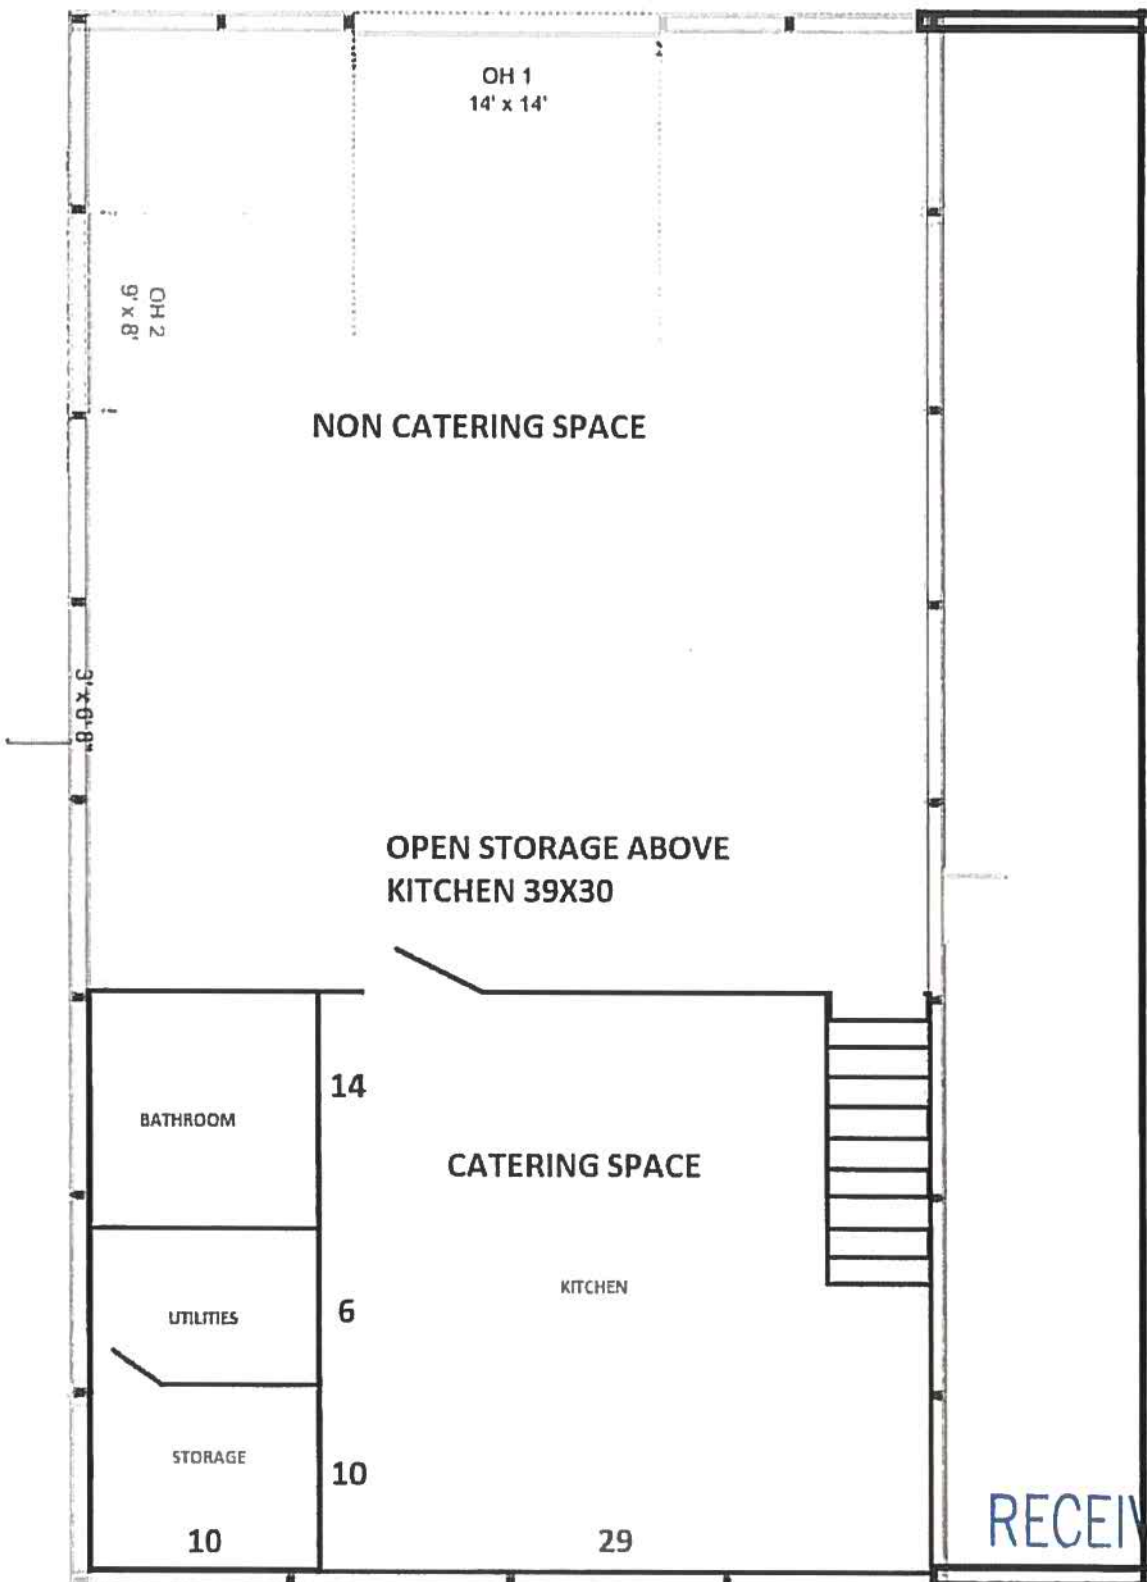 OH 1
14' x 14'
OH 2
9' x 8'
NON CATERING SPACE
3' x 6'8"
OPEN STORAGE ABOVE
KITCHEN 39X30
14
BATHROOM
CATERING SPACE
KITCHEN
UTILITIES
6
STORAGE
10
10
29
RECEIV